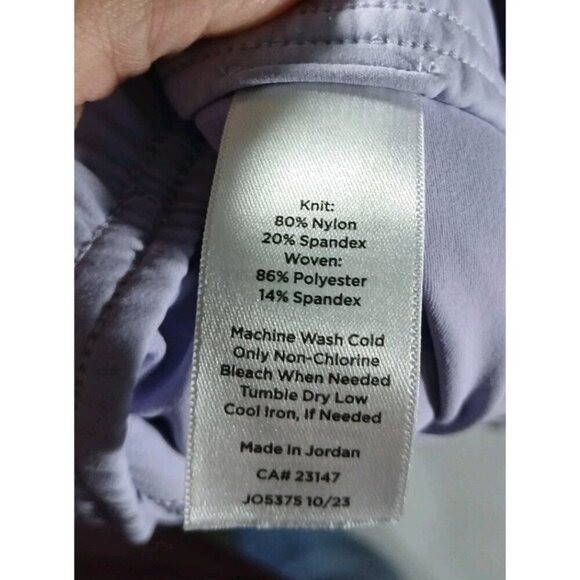 Knit:
80% Nylon
20% Spandex
Woven:
86% Polyester
14% Spandex
Machine Wash Cold
Only Non-Chlorine
Bleach When Needed
Tumble Dry Low
Cool Iron, If Needed
Made In Jordan
CA# 23147
JO5375 10/23